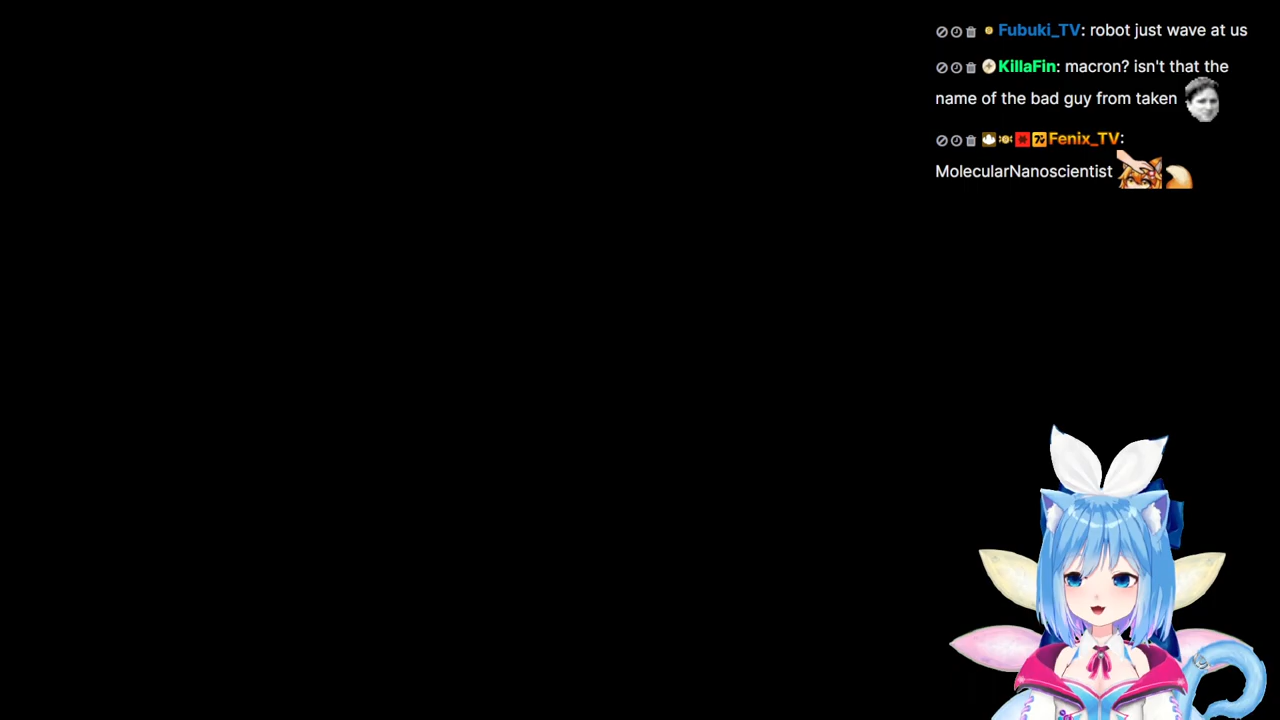 Fubuki_TV: robot just wave at us
KillaFin: macron? isn't that the
name of the bad guy from taken
Fenix_TV:
MolecularNanoscientist